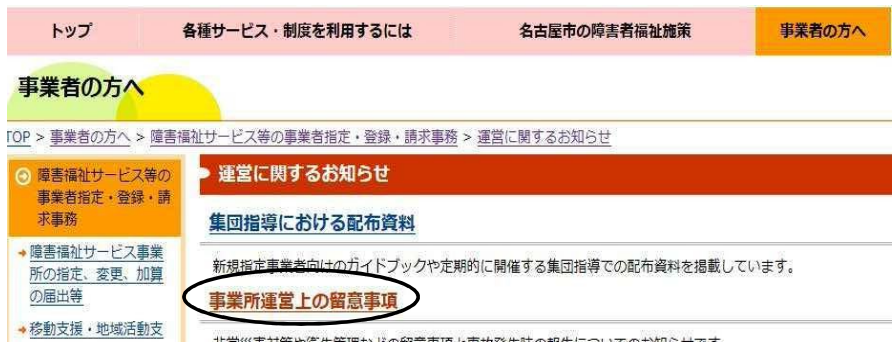 トップ
各種サービス・制度を利用するには
名古屋市の障害者福祉施策
事業者の方へ
事業者の方へ
TOP > 事業者の方へ > 障害福祉サービス等の事業者指定・登録・請求事務 > 運営に関するお知らせ
障害福祉サービス等の
事業者指定・登録・請
求事務
障害福祉サービス事業
所の指定、変更、加算
の届出等
移動支援・地域活動支
運営に関するお知らせ
集団指導における配布資料
新規指定事業者向けのガイドブックや定期的に開催する集団指導での配布資料を掲載しています。
事業所運営上の留意事項